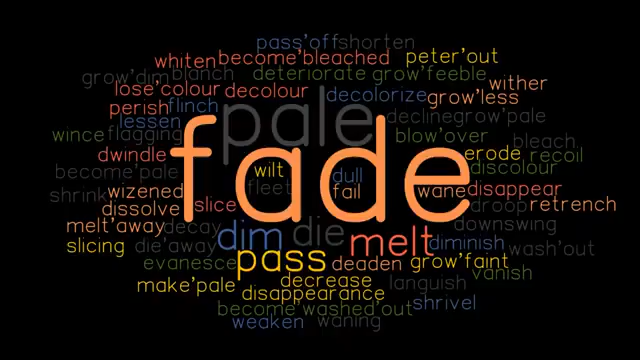 pass'off shorten
whiten become'bleached peter'out
grow'dim blanch deteriorate grow'feeble wither
lose'colour decolour decolorize grow'less
perish flinch pale decline grow'pale
lessen blow'over
wince flagging bleach
dwindle fade erode recoil
become'pale wilt dull discolour
shrink wizened fleet fail wane disappear
dissolve slice droop retrench
melt'away decay downswing
slicing die'away dim die melt diminish wash'out
evanesce pass deaden grow'faint vanish
make'pale decrease languish
disappearance shrivel
become'washed'out
weaken waning